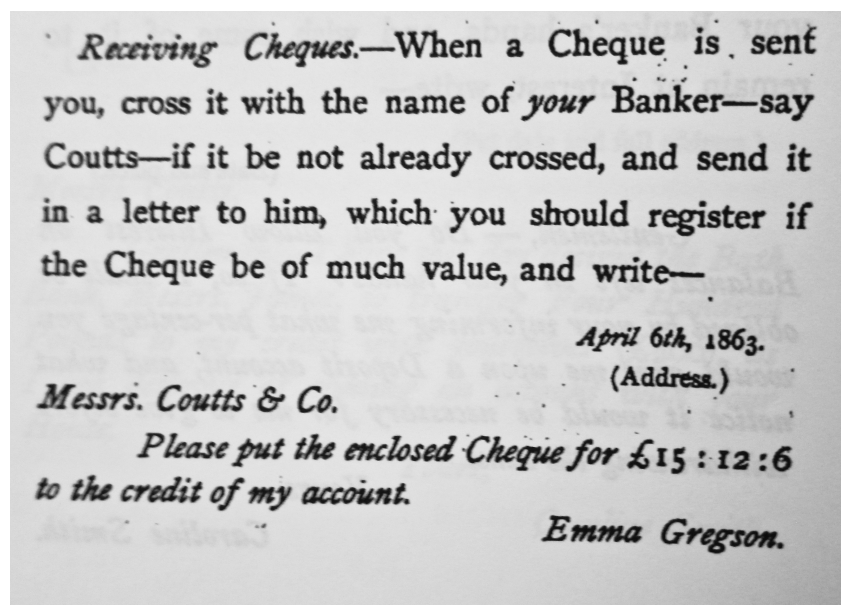 Receiving Cheques.—When a Cheque is sent
you, cross it with the name of your Banker—say
Coutts—if it be not already crossed, and send it
in a letter to him, which you should register if
the Cheque be of much value, and write—
April 6th, 1863.
(Address.)
Messrs. Coutts & Co.
Please put the enclosed Cheque for £15 : 12 : 6
to the credit of my account.
Emma Gregson.